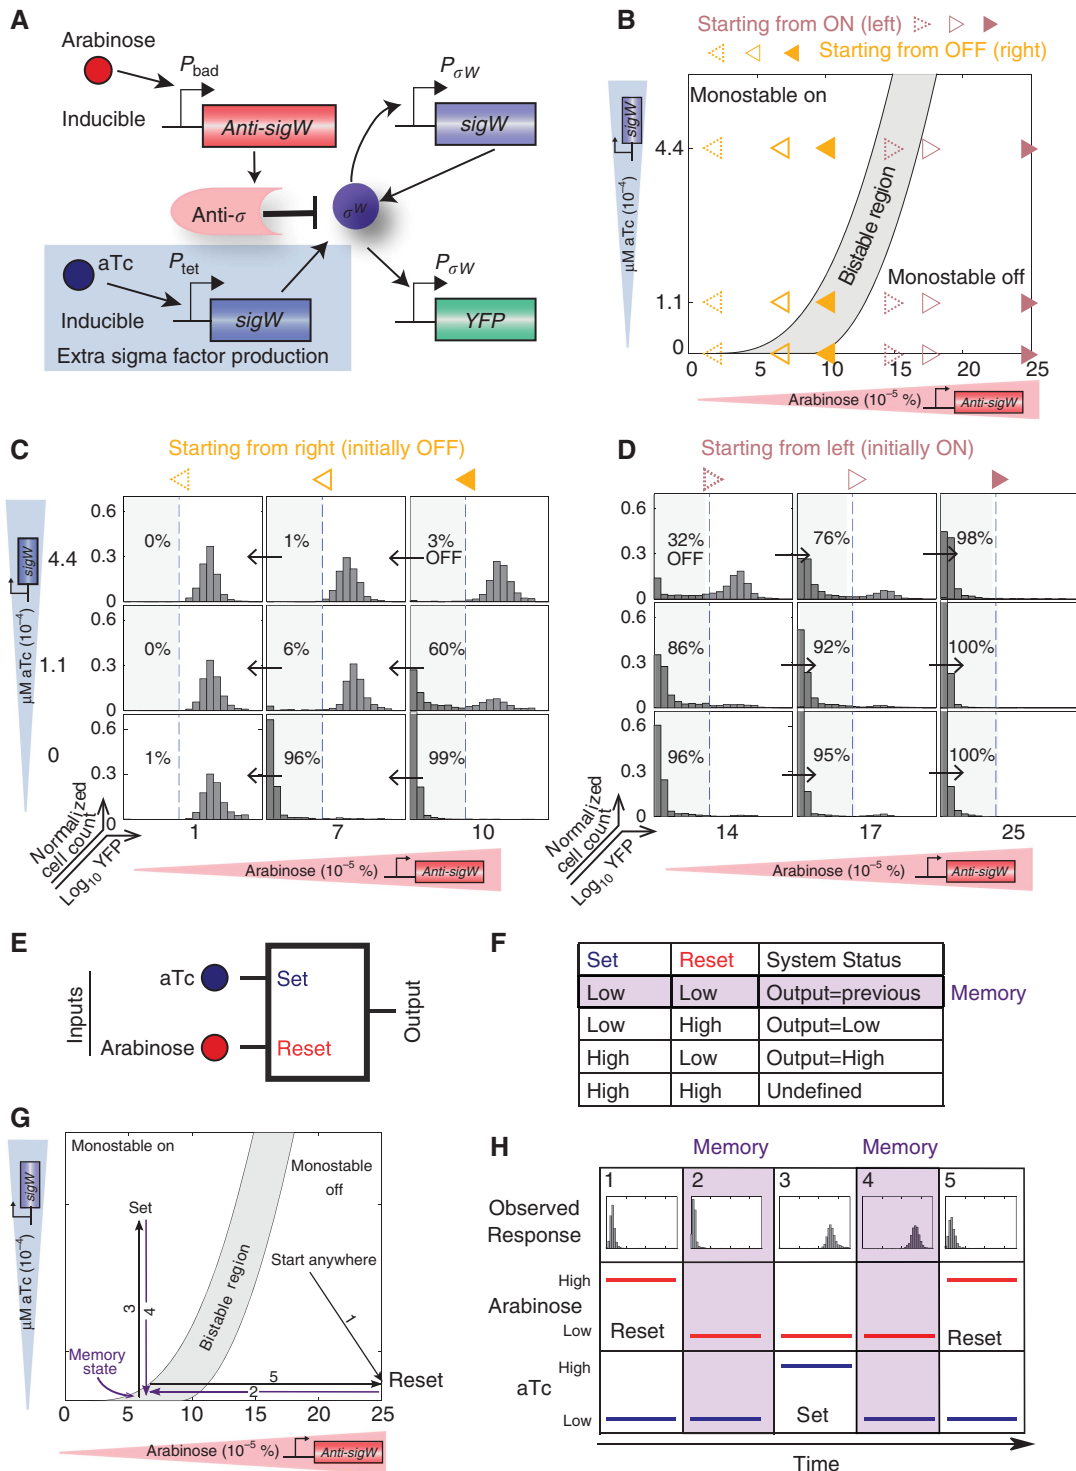 A
Arabinose
Pbad
Inducible
Anti-sigW
PσW
sigW
Anti-σ
σW
aTc
Ptet
PσW
Inducible
sigW
YFP
Extra sigma factor production
B
Starting from ON (left)
Starting from OFF (right)
Monostable on
sigW
4.4
Bistable region
µM aTc (10⁻⁴)
Monostable off
1.1
0
0 5 10 15 20 25
Arabinose (10⁻⁵ %)
Anti-sigW
C
Starting from right (initially OFF)
sigW
µM aTc (10⁻⁴)
4.4
0.6
0.3
0
0% 1% 3% OFF
1.1
0.6
0.3
0
0% 6% 60%
0
0.6
0.3
0
1% 96% 99%
1 7 10
Normalized cell count
Log10 YFP
Arabinose (10⁻⁵ %)
Anti-sigW
D
Starting from left (initially ON)
0.6
0.3
0
32% OFF 76% 98%
0.6
0.3
0
86% 92% 100%
0.6
0.3
0
96% 95% 100%
14 17 25
Normalized cell count
Log10 YFP
Arabinose (10⁻⁵ %)
Anti-sigW
E
Inputs
aTc
Set
Arabinose
Reset
Output
F
Set Reset System Status
Low Low Output=previous Memory
Low High Output=Low
High Low Output=High
High High Undefined
G
Monostable on
Monostable off
sigW
µM aTc (10⁻⁴)
Set
Start anywhere
Bistable region
1
3
4
Memory state
5
2
Reset
0 5 10 15 20 25
Arabinose (10⁻⁵ %)
Anti-sigW
H
Memory Memory
1 2 3 4 5
Observed Response
High
Arabinose
Low
Reset Reset
High
aTc
Low
Set
Time